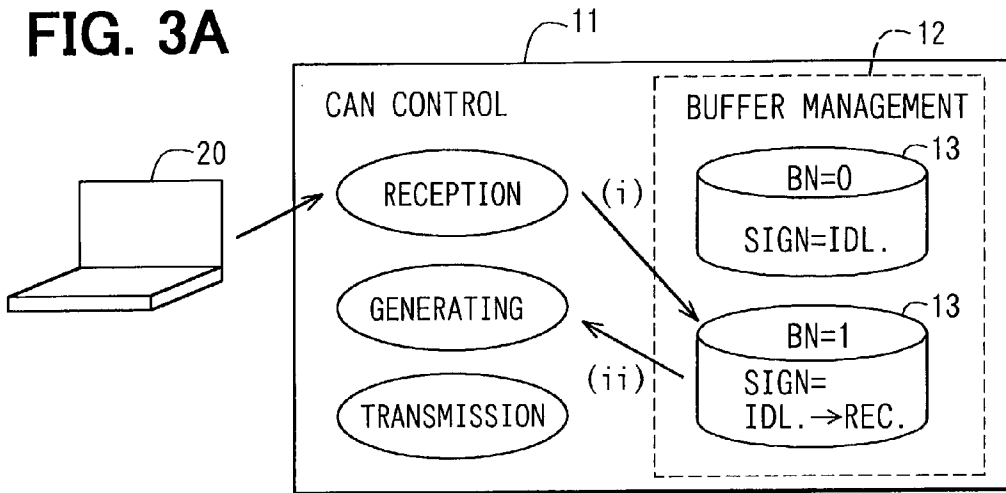 FIG. 3A
11
12
CAN CONTROL
BUFFER MANAGEMENT
20
13
RECEPTION
(i)
BN=0
SIGN=IDL.
GENERATING
13
BN=1
(ii)
SIGN=
IDL.→REC.
TRANSMISSION